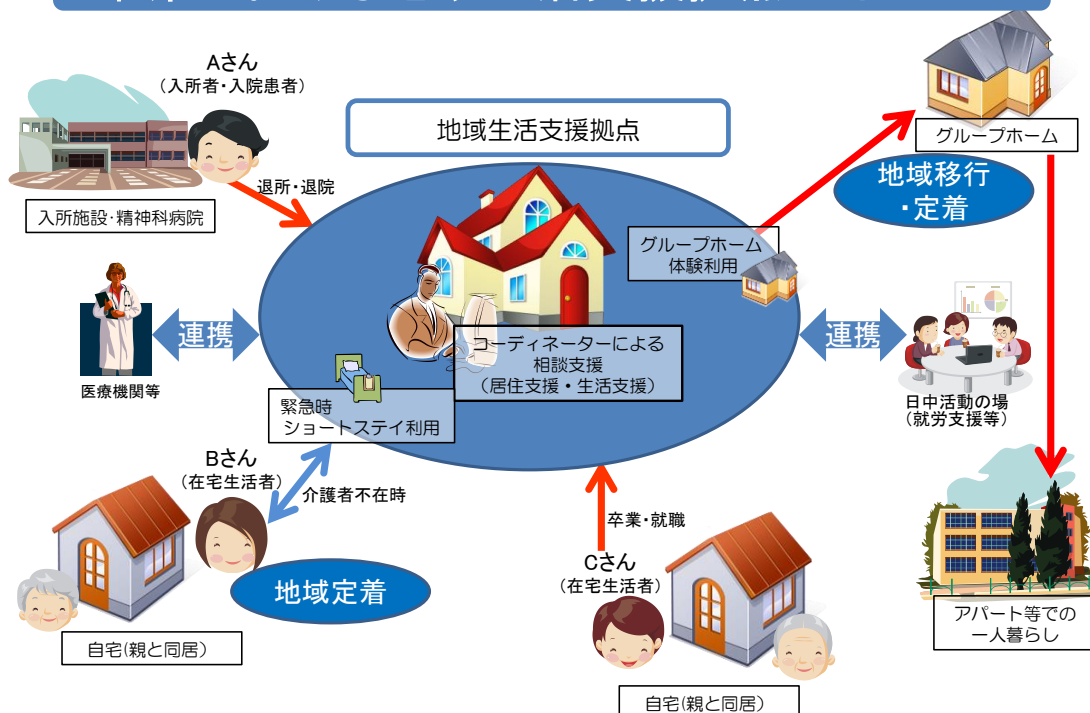 Aさん
（入所者・入院患者）
地域生活支援拠点
グループホーム
地域移行
・定着
退所・退院
入所施設・精神科病院
グループホーム
体験利用
連携
連携
コーディネーターによる
相談支援
（居住支援・生活支援）
医療機関等
緊急時
ショートステイ利用
日中活動の場
（就労支援等）
Bさん
（在宅生活者）
介護者不在時
卒業・就職
Cさん
（在宅生活者）
地域定着
アパート等での
一人暮らし
自宅(親と同居）
自宅(親と同居）